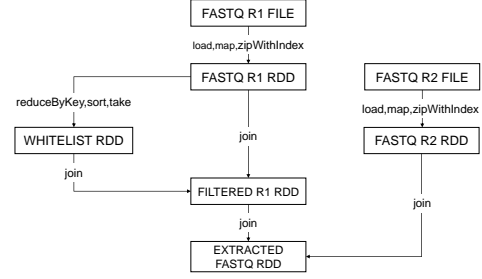 FASTQ R1 FILE
load,map,zipWithIndex
FASTQ R1 RDD
FASTQ R2 FILE
reduceByKey,sort,take
load,map,zipWithIndex
join
WHITELIST RDD
FASTQ R2 RDD
join
FILTERED R1 RDD
join
join
EXTRACTED
FASTQ RDD